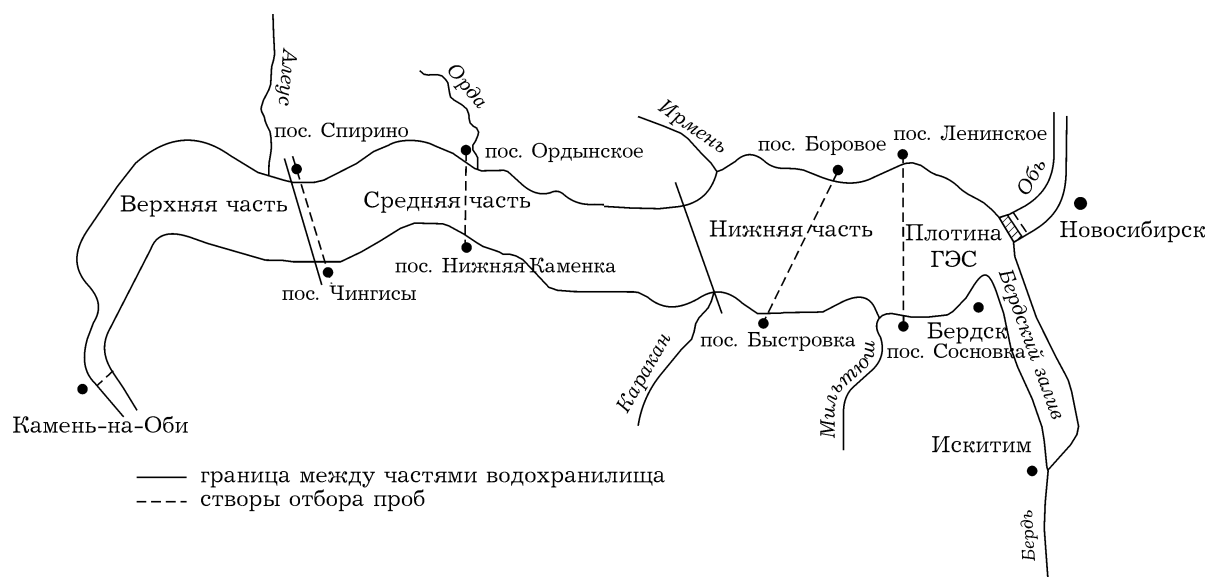 Алеус
Орда
Ирмень
пос. Спирино
пос. Ордынское
пос. Боровое
пос. Ленинское
Обь
Верхняя часть
Средняя часть
Нижняя часть
Плотина
ГЭС
Новосибирск
пос. Нижняя Каменка
пос. Чингисы
пос. Быстровка
Бердск
пос. Сосновка
Бердский залив
Каракан
Мильтюш
Камень-на-Оби
Искитим
граница между частями водохранилища
створы отбора проб
Бердь